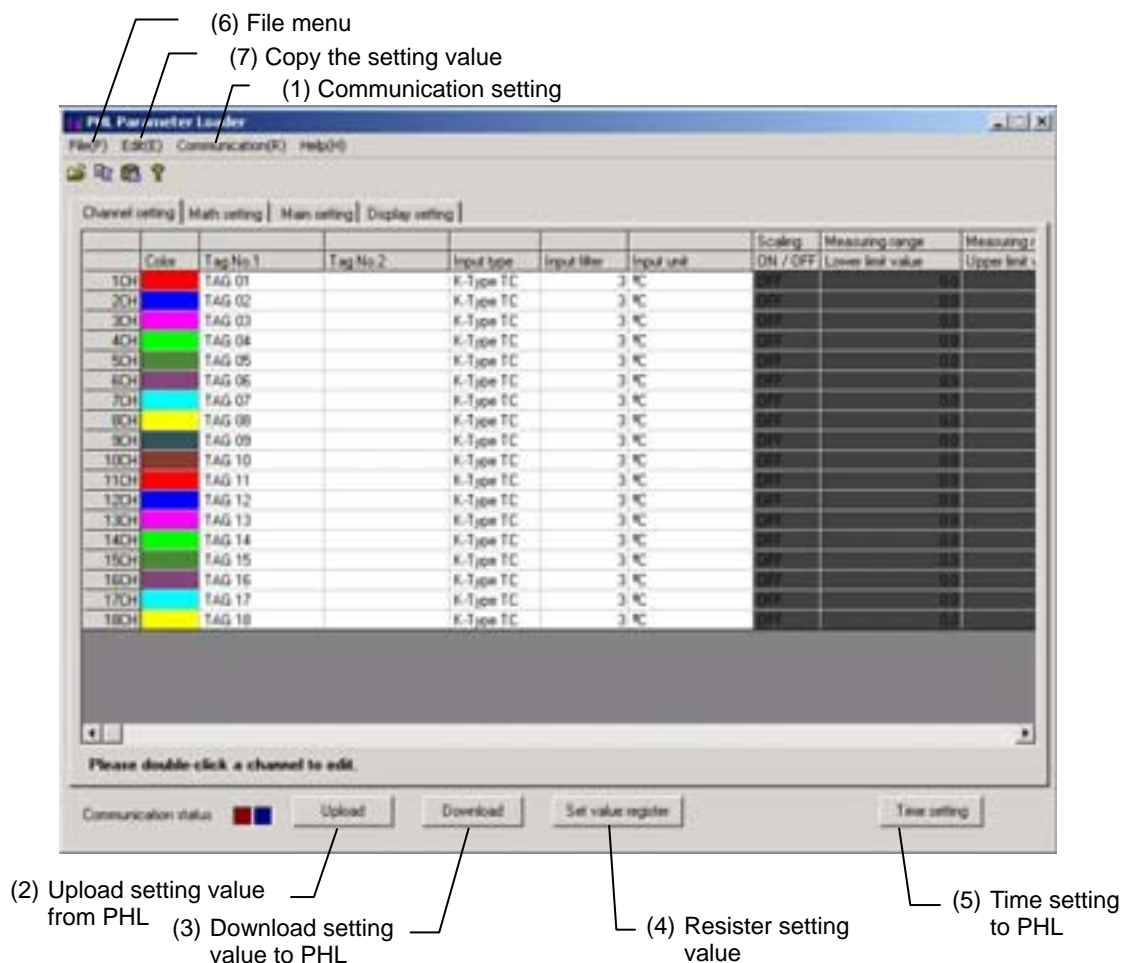 (6) File menu
(7) Copy the setting value
(1) Communication setting
PHL Parameter Loader
File(F) Edit(E) Communication(R) Help(H)
Channel setting Math setting Main setting Display setting
Scaling Measuring range Measuring r
Color Tag No.1 Tag No.2 Input type Input filter Input unit ON / OFF Lower limit value Upper limit v
1CH TAG 01 K-Type TC 3 ℃ OFF 0.0
2CH TAG 02 K-Type TC 3 ℃ OFF 0.0
3CH TAG 03 K-Type TC 3 ℃ OFF 0.0
4CH TAG 04 K-Type TC 3 ℃ OFF 0.0
5CH TAG 05 K-Type TC 3 ℃ OFF 0.0
6CH TAG 06 K-Type TC 3 ℃ OFF 0.0
7CH TAG 07 K-Type TC 3 ℃ OFF 0.0
8CH TAG 08 K-Type TC 3 ℃ OFF 0.0
9CH TAG 09 K-Type TC 3 ℃ OFF 0.0
10CH TAG 10 K-Type TC 3 ℃ OFF 0.0
11CH TAG 11 K-Type TC 3 ℃ OFF 0.0
12CH TAG 12 K-Type TC 3 ℃ OFF 0.0
13CH TAG 13 K-Type TC 3 ℃ OFF 0.0
14CH TAG 14 K-Type TC 3 ℃ OFF 0.0
15CH TAG 15 K-Type TC 3 ℃ OFF 0.0
16CH TAG 16 K-Type TC 3 ℃ OFF 0.0
17CH TAG 17 K-Type TC 3 ℃ OFF 0.0
18CH TAG 18 K-Type TC 3 ℃ OFF 0.0
Please double-click a channel to edit.
Communication status Upload Download Set value register Time setting
(2) Upload setting value
from PHL
(3) Download setting
value to PHL
(4) Resister setting
value
(5) Time setting
to PHL